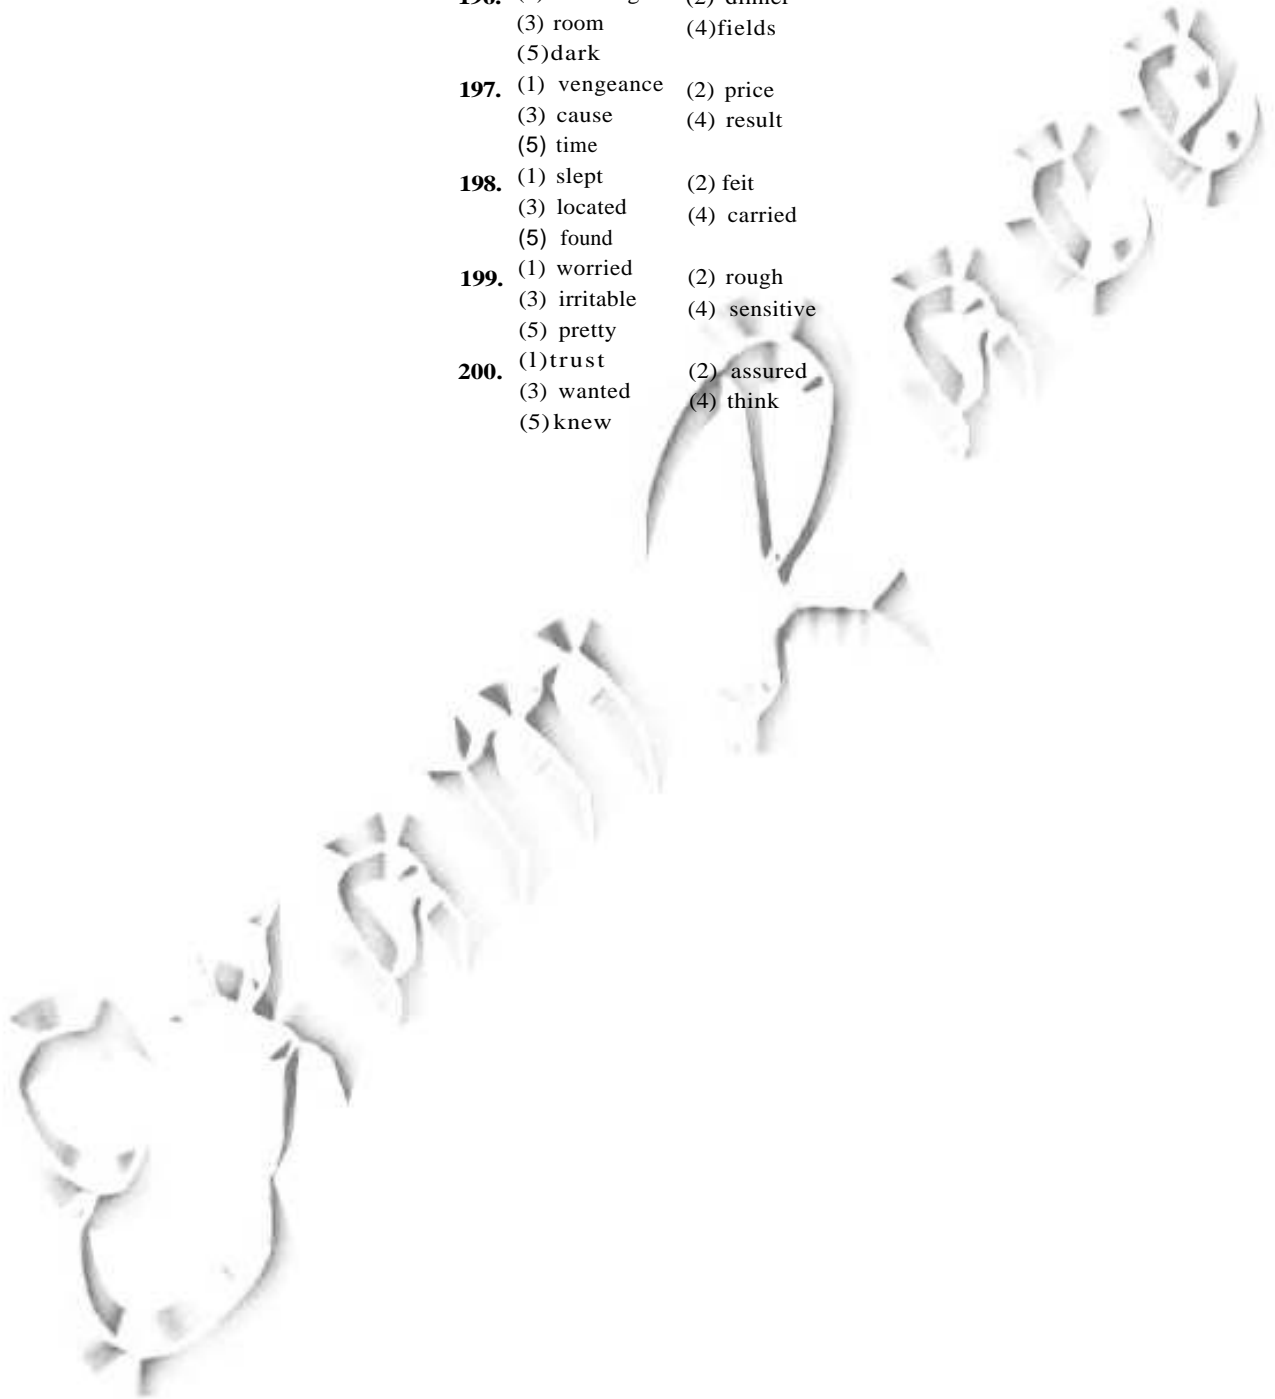 (3) room (4)fields
(5)dark
197. (1) vengeance (2) price
(3) cause (4) result
(5) time
198. (1) slept (2) feit
(3) located (4) carried
(5) found
199. (1) worried (2) rough
(3) irritable (4) sensitive
(5) pretty
200. (l)trust (2) assured
(3) wanted (4) think
(5)knew